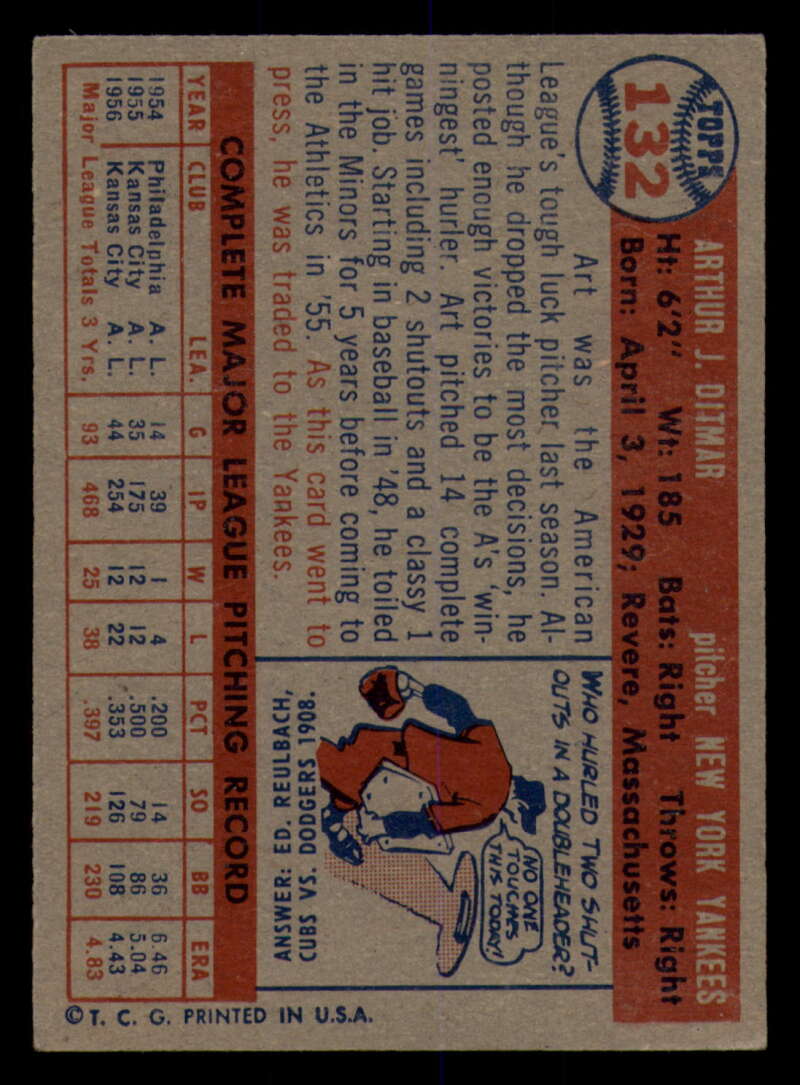 TOPPS
132
ARTHUR J. DITMAR pitcher NEW YORK YANKEES
Ht: 6'2" Wt: 185 Bats: Right Throws: Right
Born: April 3, 1929; Revere, Massachusetts
Art was the American
League's tough luck pitcher last season. Al-
though he dropped the most decisions, he
posted enough victories to be the A's 'win-
ningest' hurler. Art pitched 14 complete
games including 2 shutouts and a classy 1
hit job. Starting in baseball in '48, he toiled
in the Minors for 5 years before coming to
the Athletics in '55. As this card went to
press, he was traded to the Yankees.
WHO HURLED TWO SHUT-
OUTS IN A DOUBLEHEADER?
NO ONE
TOUCHES
THIS TODAY!
ANSWER: ED. REULBACH,
CUBS VS. DODGERS 1908.
COMPLETE MAJOR LEAGUE PITCHING RECORD
YEAR CLUB LEA. G IP W L PCT SO BB ERA
1954 Philadelphia A. L. 14 39 1 4 .200 14 36 6.46
1955 Kansas City A. L. 35 175 12 12 .500 79 86 5.04
1956 Kansas City A. L. 44 254 12 22 .353 126 108 4.43
Major League Totals 3 Yrs. 93 468 25 38 .397 219 230 4.83
© T. C. G. PRINTED IN U.S.A.